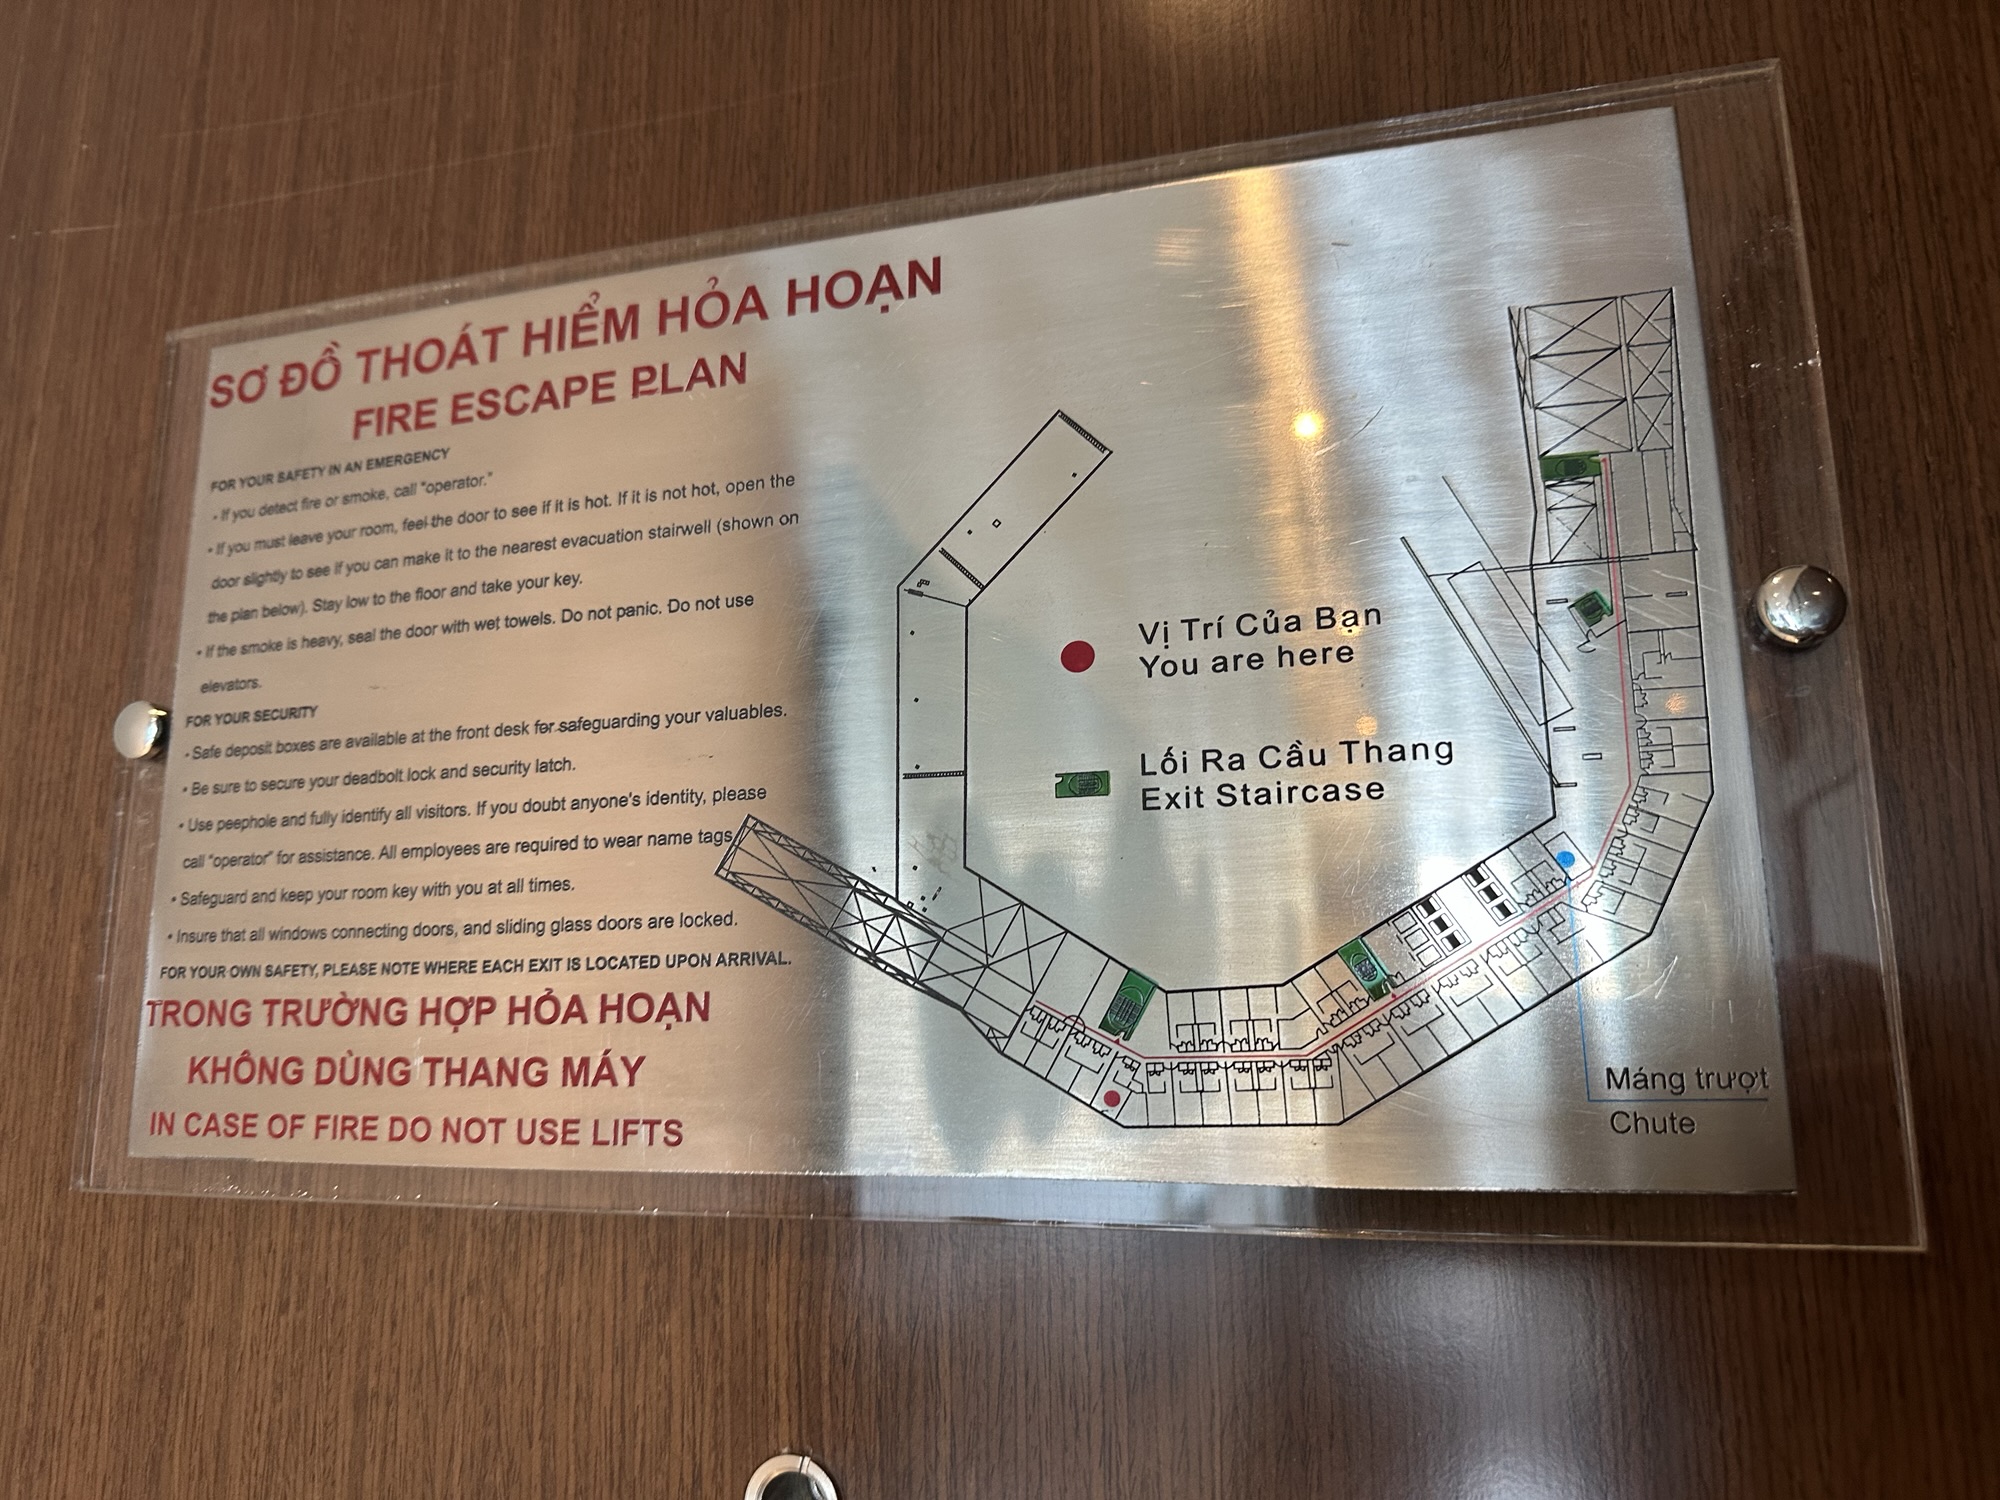 SƠ ĐỒ THOÁT HIỂM HỎA HOẠN
FIRE ESCAPE PLAN
FOR YOUR SAFETY IN AN EMERGENCY
• If you detect fire or smoke, call "operator."
• If you must leave your room, feel the door to see if it is hot. If it is not hot, open the
door slightly to see if you can make it to the nearest evacuation stairwell (shown on
the plan below). Stay low to the floor and take your key.
• If the smoke is heavy, seal the door with wet towels. Do not panic. Do not use
elevators.
FOR YOUR SECURITY
• Safe deposit boxes are available at the front desk for safeguarding your valuables.
• Be sure to secure your deadbolt lock and security latch.
• Use peephole and fully identify all visitors. If you doubt anyone's identity, please
call "operator" for assistance. All employees are required to wear name tags
• Safeguard and keep your room key with you at all times.
• Insure that all windows connecting doors, and sliding glass doors are locked.
FOR YOUR OWN SAFETY, PLEASE NOTE WHERE EACH EXIT IS LOCATED UPON ARRIVAL.
TRONG TRƯỜNG HỢP HỎA HOẠN
KHÔNG DÙNG THANG MÁY
IN CASE OF FIRE DO NOT USE LIFTS
Vị Trí Của Bạn
You are here
Lối Ra Cầu Thang
Exit Staircase
Máng trượt
Chute